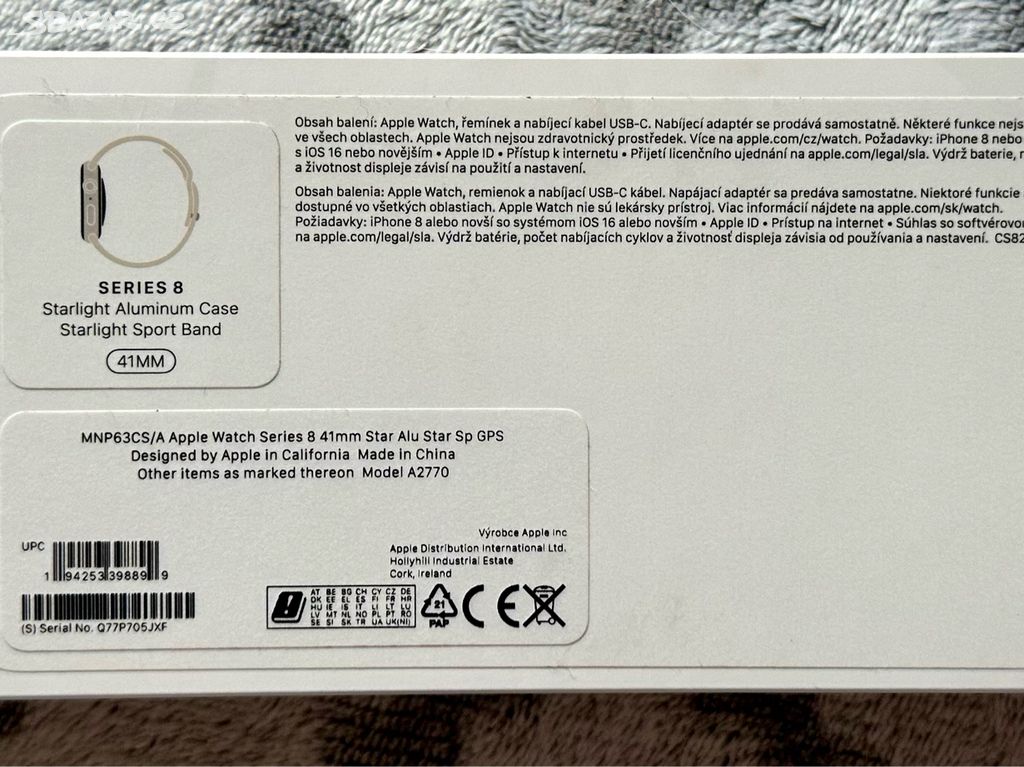 SBAZAR.cz
Obsah balení: Apple Watch, řemínek a nabíjecí kabel USB-C. Nabíjecí adaptér se prodává samostatně. Některé funkce nejs
ve všech oblastech. Apple Watch nejsou zdravotnický prostředek. Více na apple.com/cz/watch. Požadavky: iPhone 8 nebo
s iOS 16 nebo novějším • Apple ID • Přístup k internetu • Přijetí licenčního ujednání na apple.com/legal/sla. Výdrž baterie,
a životnost displeje závisí na použití a nastavení.
Obsah balenia: Apple Watch, remienok a nabíjací USB-C kábel. Napájací adaptér sa predáva samostatne. Niektoré funkcie
dostupné vo všetkých oblastiach. Apple Watch nie sú lekársky prístroj. Viac informácií nájdete na apple.com/sk/watch.
Požiadavky: iPhone 8 alebo novší so systémom iOS 16 alebo novším • Apple ID • Prístup na internet • Súhlas so softvérovo
na apple.com/legal/sla. Výdrž batérie, počet nabíjacích cyklov a životnosť displeja závisia od používania a nastavení. CS82
SERIES 8
Starlight Aluminum Case
Starlight Sport Band
41MM
MNP63CS/A Apple Watch Series 8 41mm Star Alu Star Sp GPS
Designed by Apple in California Made in China
Other items as marked thereon Model A2770
Výrobce Apple Inc
Apple Distribution International Ltd.
Hollyhill Industrial Estate
Cork, Ireland
UPC
1 94253 39889 9
(S) Serial No. Q77P705JXF
AT BE BG CH CY CZ DE
DK EE EL ES FI FR HR
HU IE IS IT LI LT LU
LV MT NL NO PL PT RO
SE SI SK TR UA UK(NI)
21
PAP
CE